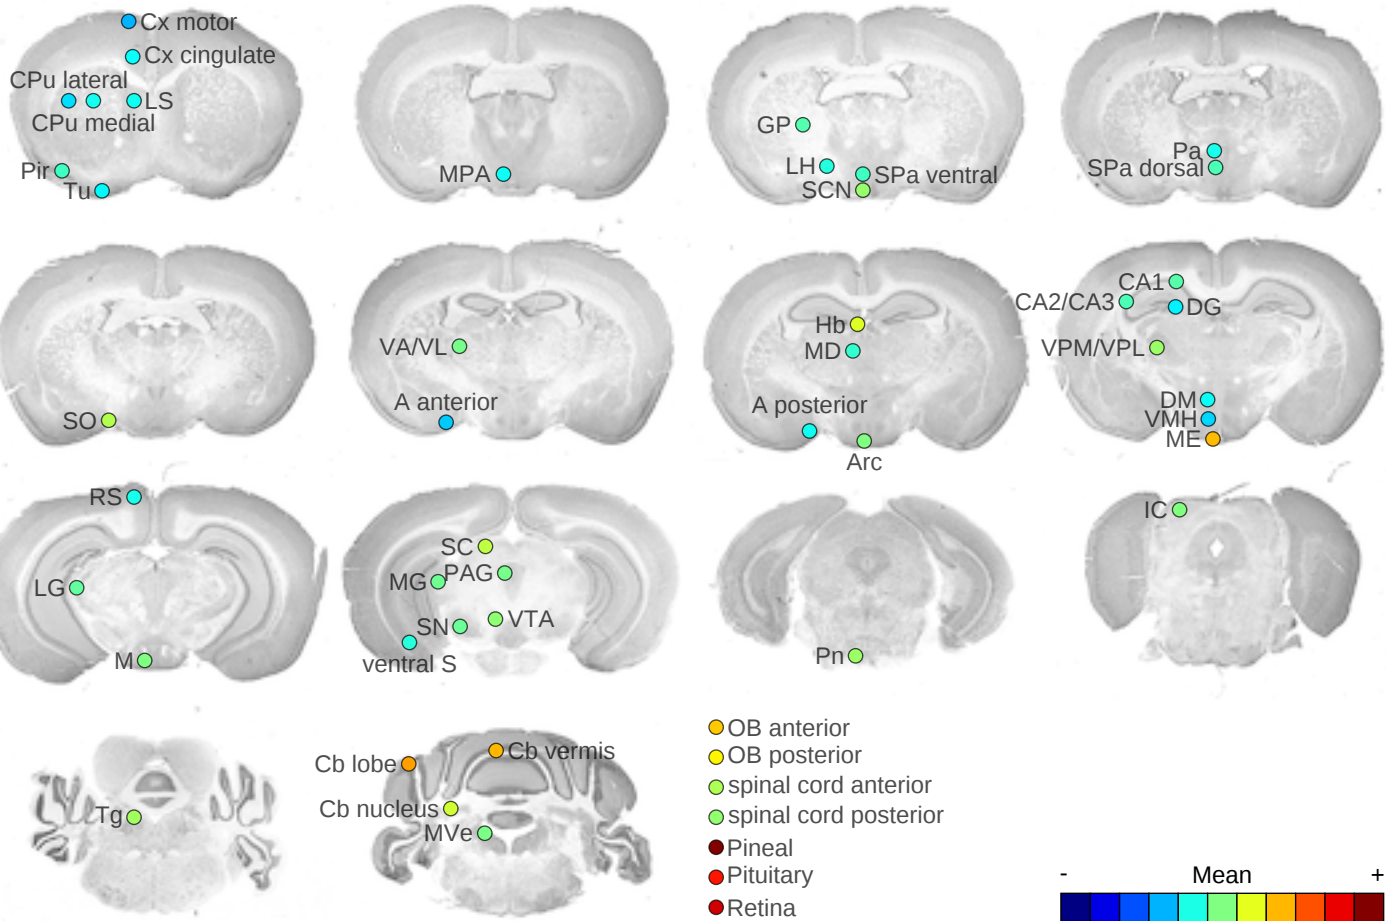 Cx motor
Cx cingulate
CPu lateral
LS
CPu medial
Pir
Tu
MPA
GP
LH
SPa ventral
SCN
Pa
SPa dorsal
SO
VA/VL
A anterior
Hb
MD
A posterior
Arc
CA1
CA2/CA3
DG
VPM/VPL
DM
VMH
ME
RS
LG
M
SC
MG
PAG
SN
VTA
ventral S
Pn
IC
Tg
Cb lobe
Cb vermis
Cb nucleus
MVe
OB anterior
OB posterior
spinal cord anterior
spinal cord posterior
Pineal
Pituitary
Retina
- Mean +